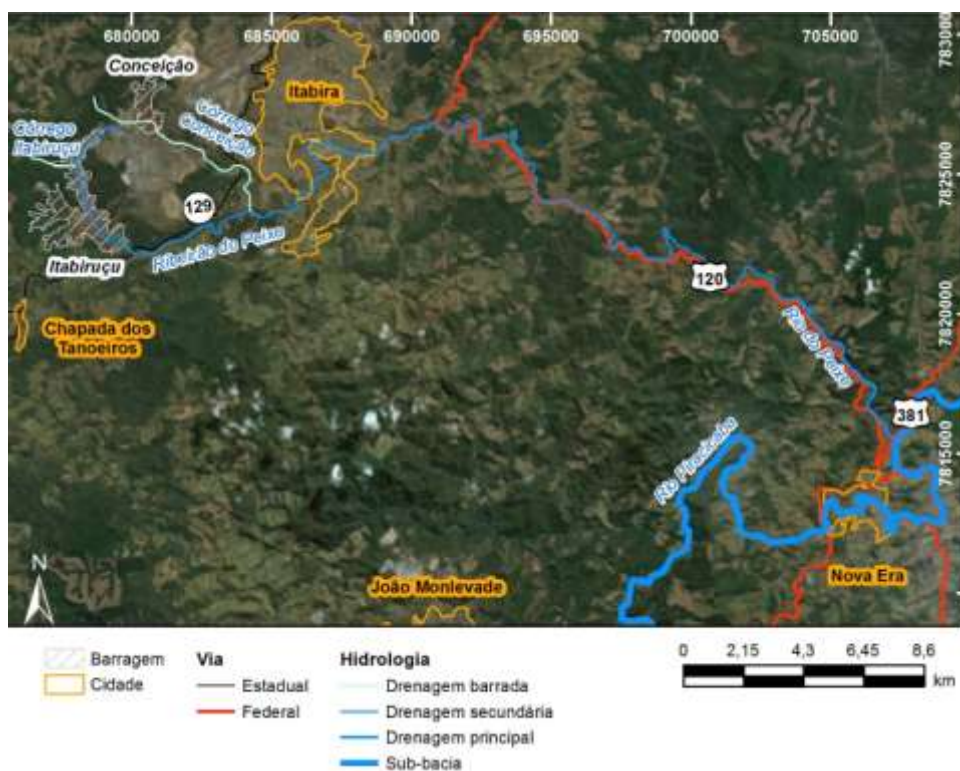 680000 685000 690000 695000 700000 705000
7830000
Conceição
Itabira
Córrego
Conceição
Córrego
Itabiruçu
7825000
129
Ribeirão do Peixe
Itabiruçu
120
Chapada dos
Tanoeiros
7820000
Rio do Peixe
381
Rio Piracicaba
7815000
N
João Monlevade
Nova Era
Barragem
Cidade
Via
Estadual
Federal
Hidrologia
Drenagem barrada
Drenagem secundária
Drenagem principal
Sub-bacia
0 2,15 4,3 6,45 8,6
km